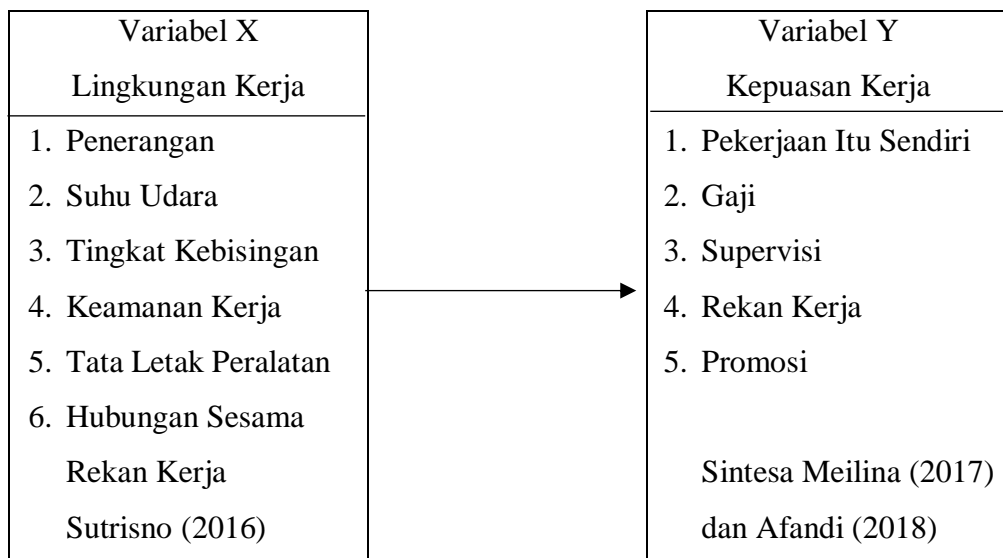 Variabel X
Lingkungan Kerja
1. Penerangan
2. Suhu Udara
3. Tingkat Kebisingan
4. Keamanan Kerja
5. Tata Letak Peralatan
6. Hubungan Sesama
Rekan Kerja
Sutrisno (2016)
Variabel Y
Kepuasan Kerja
1. Pekerjaan Itu Sendiri
2. Gaji
3. Supervisi
4. Rekan Kerja
5. Promosi
Sintesa Meilina (2017)
dan Afandi (2018)